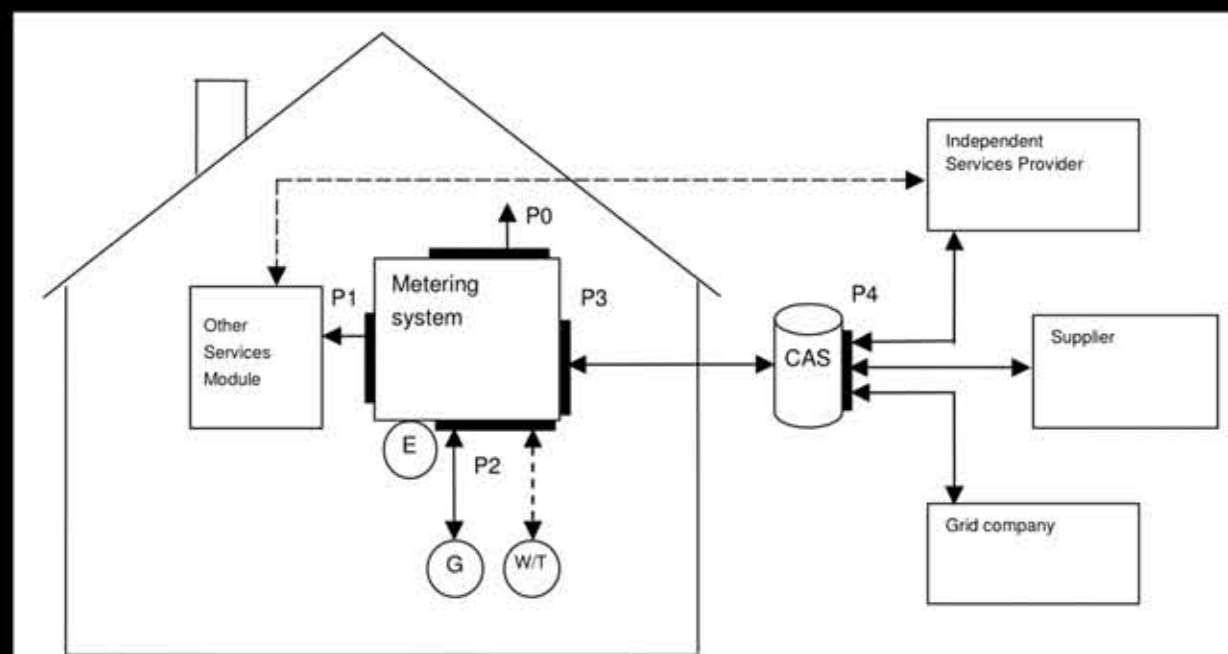 Independent
Services Provider
P0
Metering
system
P1
P3
P4
Other
Services
Module
CAS
Supplier
E
P2
G
W/T
Grid company